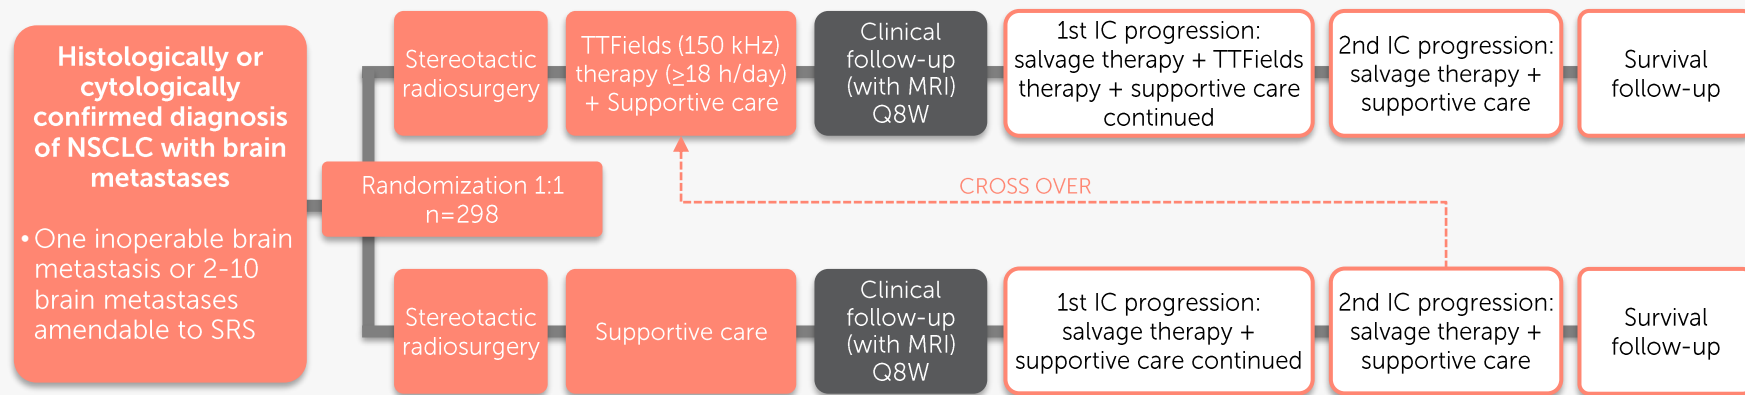 Histologically or
cytologically
confirmed diagnosis
of NSCLC with brain
metastases
• One inoperable brain
metastasis or 2-10
brain metastases
amendable to SRS
Randomization 1:1
n=298
Stereotactic
radiosurgery
TTFields (150 kHz)
therapy (≥18 h/day)
+ Supportive care
Clinical
follow-up
(with MRI)
Q8W
1st IC progression:
salvage therapy + TTFields
therapy + supportive care
continued
2nd IC progression:
salvage therapy +
supportive care
Survival
follow-up
CROSS OVER
Stereotactic
radiosurgery
Supportive care
Clinical
follow-up
(with MRI)
Q8W
1st IC progression:
salvage therapy +
supportive care continued
2nd IC progression:
salvage therapy +
supportive care
Survival
follow-up